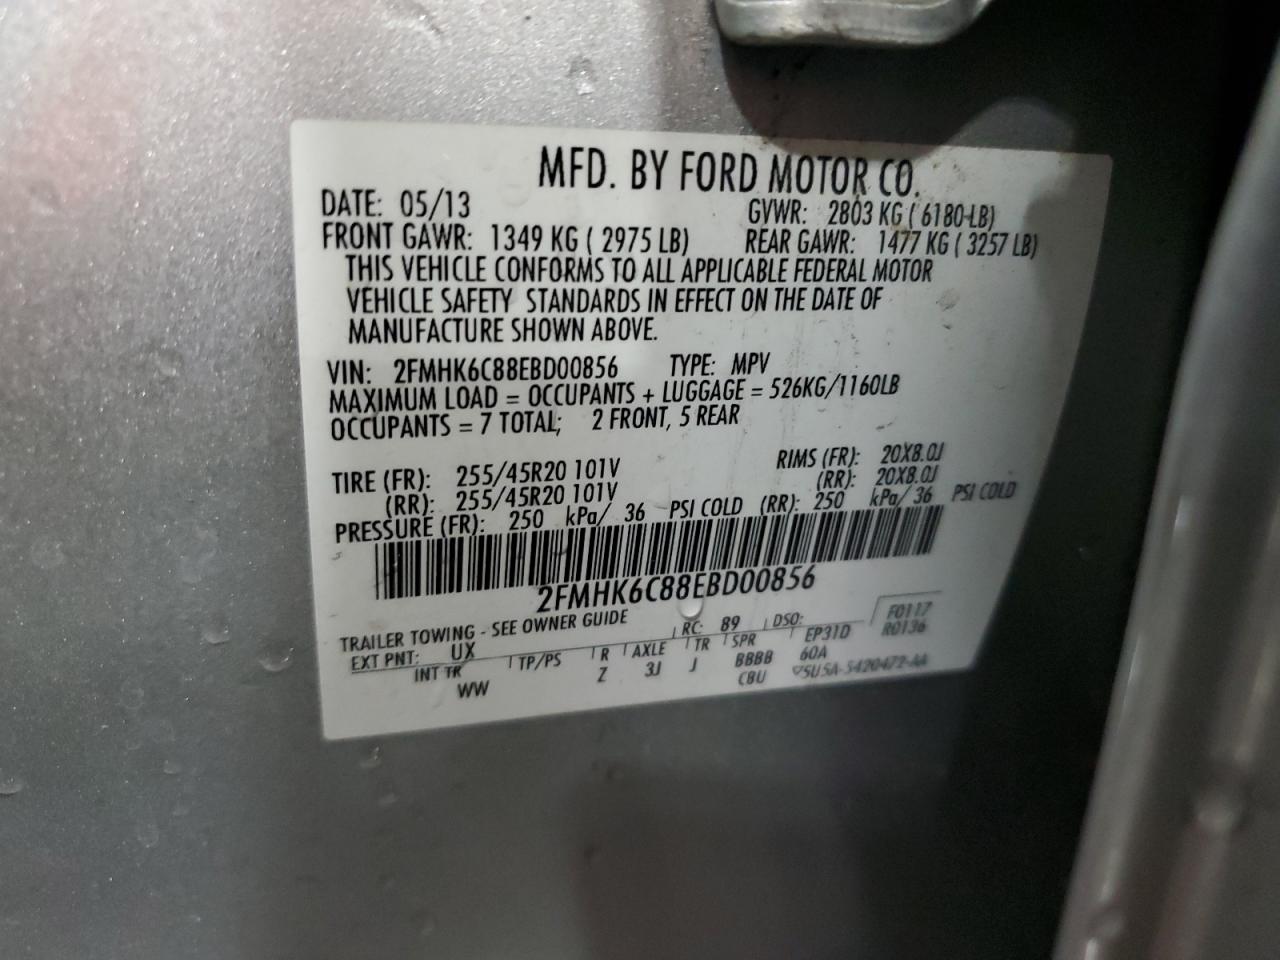 MFD. BY FORD MOTOR CO.
DATE: 05/13 GVWR: 2803 KG ( 6180-LB)
FRONT GAWR: 1349 KG ( 2975 LB) REAR GAWR: 1477 KG ( 3257 LB)
THIS VEHICLE CONFORMS TO ALL APPLICABLE FEDERAL MOTOR
VEHICLE SAFETY STANDARDS IN EFFECT ON THE DATE OF
MANUFACTURE SHOWN ABOVE.
VIN: 2FMHK6C88EBD00856 TYPE: MPV
MAXIMUM LOAD = OCCUPANTS + LUGGAGE = 526KG/1160LB
OCCUPANTS = 7 TOTAL; 2 FRONT, 5 REAR
TIRE (FR): 255/45R20 101V RIMS (FR): 20X8.0J
(RR): 255/45R20 101V (RR): 20X8.0J
PRESSURE (FR): 250 kPa/ 36 PSI COLD (RR): 250 kPa/ 36 PSI COLD
2FMHK6C88EBD00856
TRAILER TOWING - SEE OWNER GUIDE RC: 89 DSO: F0117
EXT PNT: UX R AXLE TR SPR EP31D R0136
INT TR TP/PS Z 3J J BBBB 60A
WW CBU SU5A-5420472-AA